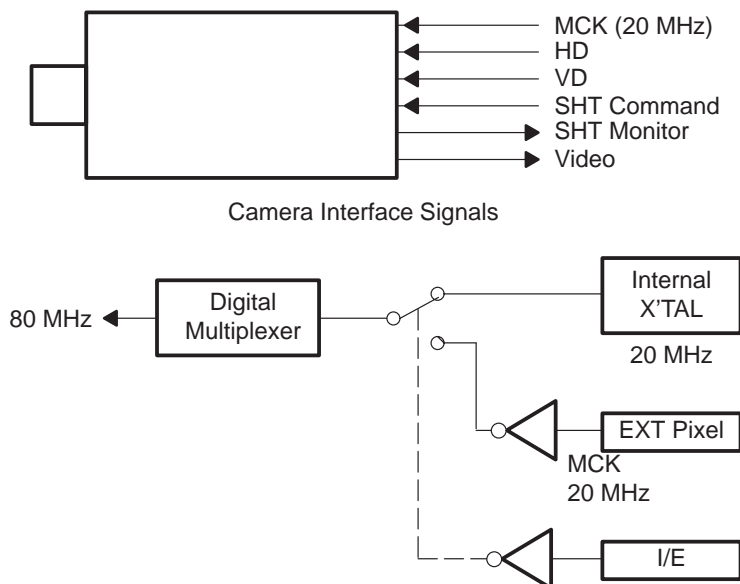 MCK (20 MHz)
HD
VD
SHT Command
SHT Monitor
Video
Camera Interface Signals
Internal
X'TAL
20 MHz
Digital
Multiplexer
80 MHz
EXT Pixel
MCK
20 MHz
I/E